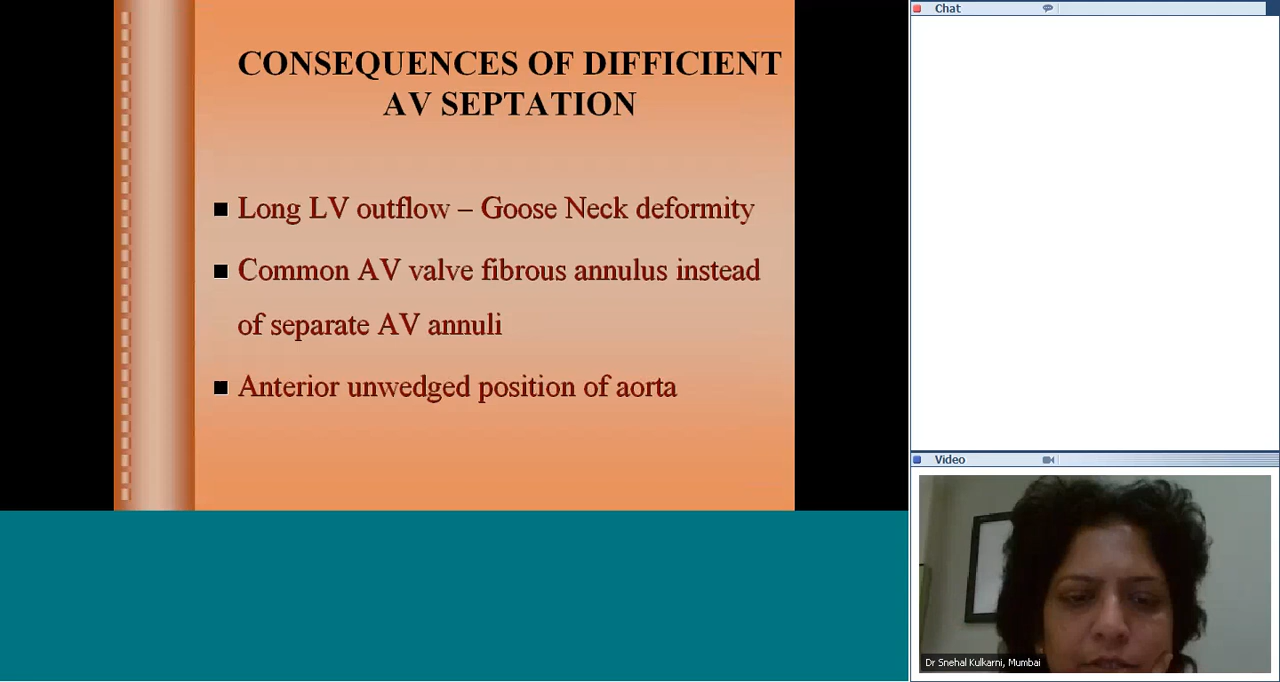 CONSEQUENCES OF DIFFICIENT
AV SEPTATION
■ Long LV outflow – Goose Neck deformity
■ Common AV valve fibrous annulus instead
of separate AV annuli
■ Anterior unwedged position of aorta
Chat
Video
Dr Snehal Kulkarni, Mumbai